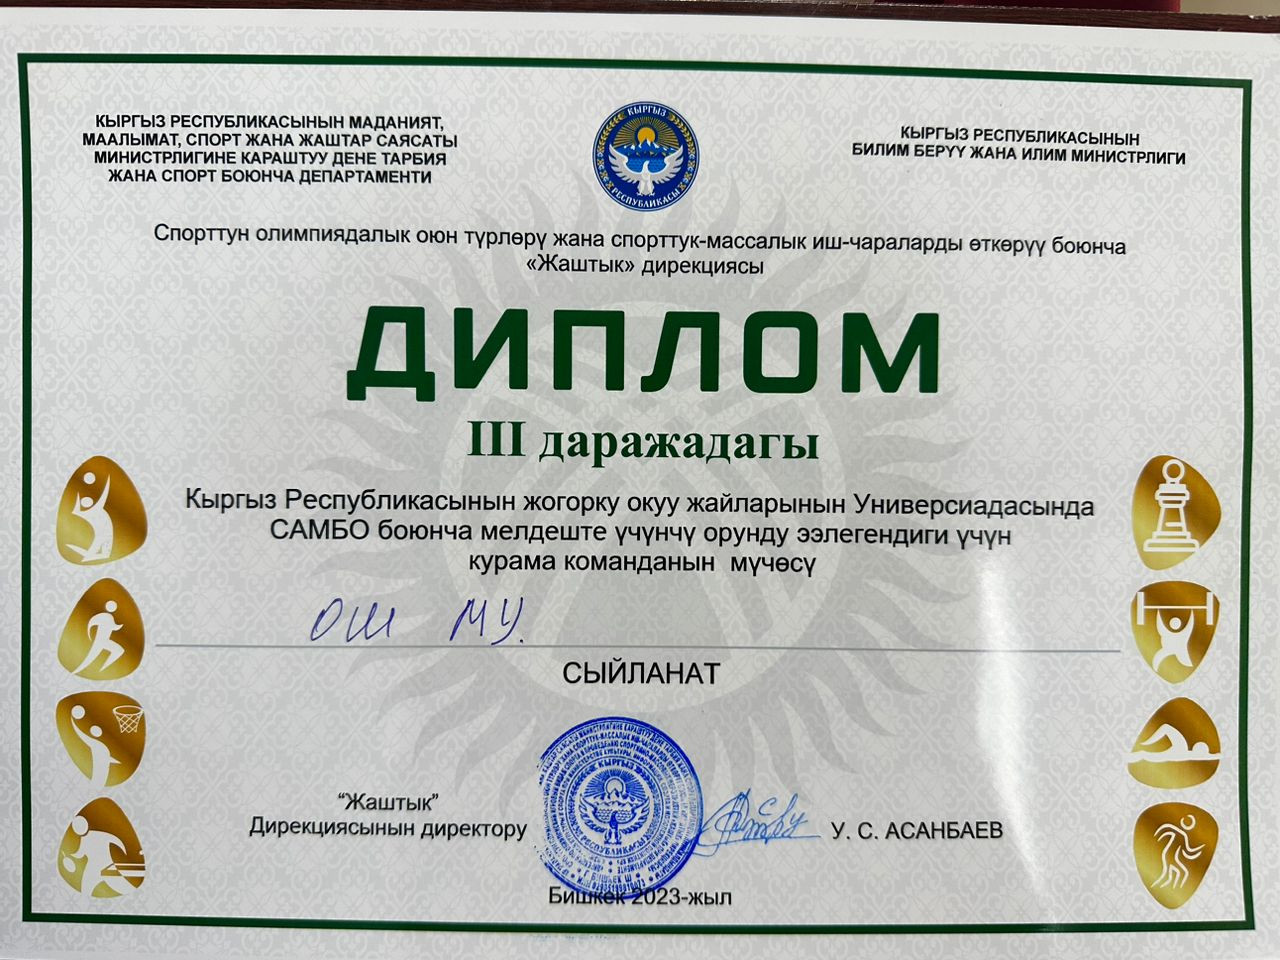 КЫРГЫЗ РЕСПУБЛИКАСЫНЫН МАДАНИЯТ,
МААЛЫМАТ, СПОРТ ЖАНА ЖАШТАР САЯСАТЫ
МИНИСТРЛИГИНЕ КАРАШТУУ ДЕНЕ ТАРБИЯ
ЖАНА СПОРТ БОЮНЧА ДЕПАРТАМЕНТИ
КЫРГЫЗ
РЕСПУБЛИКАСЫ
КЫРГЫЗ РЕСПУБЛИКАСЫНЫН
БИЛИМ БЕРҮҮ ЖАНА ИЛИМ МИНИСТРЛИГИ
Спорттун олимпиядалык оюн түрлөрү жана спорттук-массалык иш-чараларды өткөрүү боюнча
«Жаштык» дирекциясы
ДИПЛОМ
III даражадагы
Кыргыз Республикасынын жогорку окуу жайларынын Универсиадасында
САМБО боюнча мелдеште үчүнчү орунду ээлегендиги үчүн
курама команданын мүчөсү
ОШ МУ.
СЫЙЛАНАТ
“Жаштык”
Дирекциясынын директору
КЫРГЫЗ
РЕСПУБЛИКАСЫ
У. С. АСАНБАЕВ
Бишкек 2023-жыл